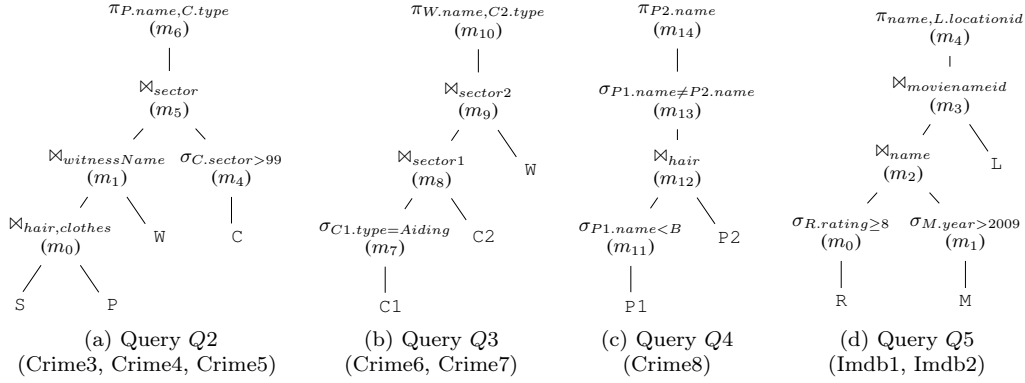 π_{P.name,C.type}
(m_6)
⋈_{sector}
(m_5)
⋈_{witnessName} σ_{C.sector>99}
(m_1) (m_4)
⋈_{hair,clothes} W C
(m_0)
S P
(a) Query Q2
(Crime3, Crime4, Crime5)
π_{W.name,C2.type}
(m_10)
⋈_{sector2}
(m_9)
⋈_{sector1} W
(m_8)
σ_{C1.type=Aiding} C2
(m_7)
C1
(b) Query Q3
(Crime6, Crime7)
π_{P2.name}
(m_14)
σ_{P1.name≠P2.name}
(m_13)
⋈_{hair}
(m_12)
σ_{P1.name<B} P2
(m_11)
P1
(c) Query Q4
(Crime8)
π_{name,L.locationid}
(m_4)
⋈_{movienameid}
(m_3)
⋈_{name} L
(m_2)
σ_{R.rating≥8} σ_{M.year>2009}
(m_0) (m_1)
R M
(d) Query Q5
(Imdb1, Imdb2)